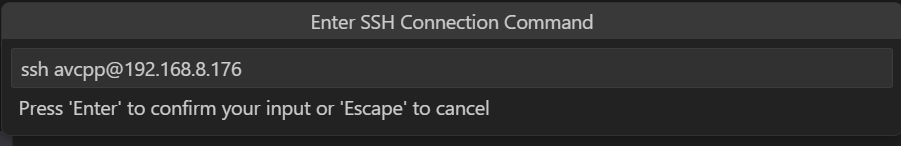 Enter SSH Connection Command
ssh avcpp@192.168.8.176
Press 'Enter' to confirm your input or 'Escape' to cancel